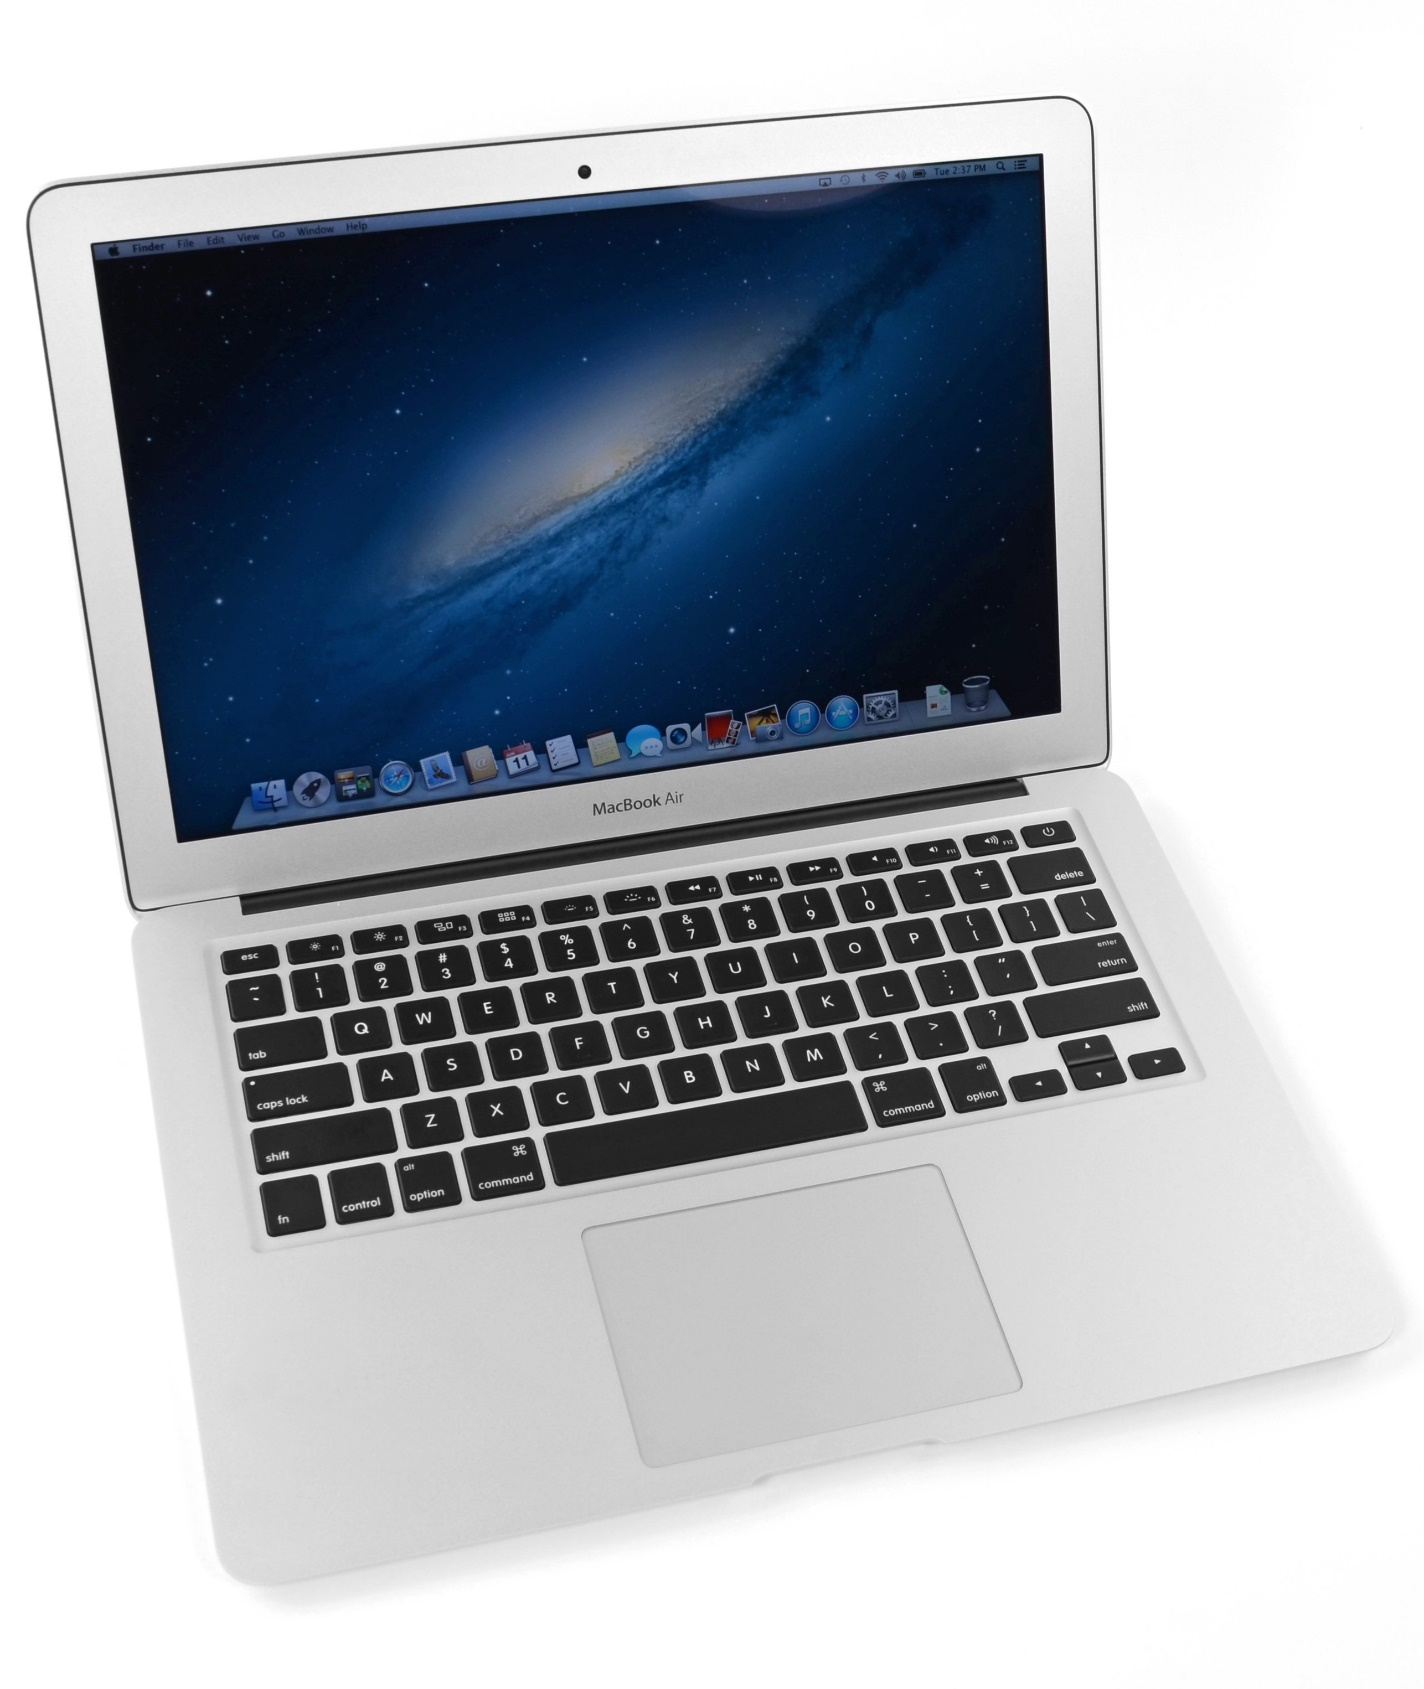 Finder File Edit View Go Window Help
Tue 2:37 PM
11
MacBook Air
esc F1 F2 F3 F4 F5 F6 F7 F8 F9 F10 F11 F12
~ ` ! 1 @ 2 # 3 $ 4 % 5 ^ 6 & 7 * 8 ( 9 ) 0 _ - + = delete
tab Q W E R T Y U I O P { [ } ] | \
caps lock A S D F G H J K L : ; " ' enter return
shift Z X C V B N M < , > . ? / shift
fn control alt option ⌘ command ⌘ command alt option